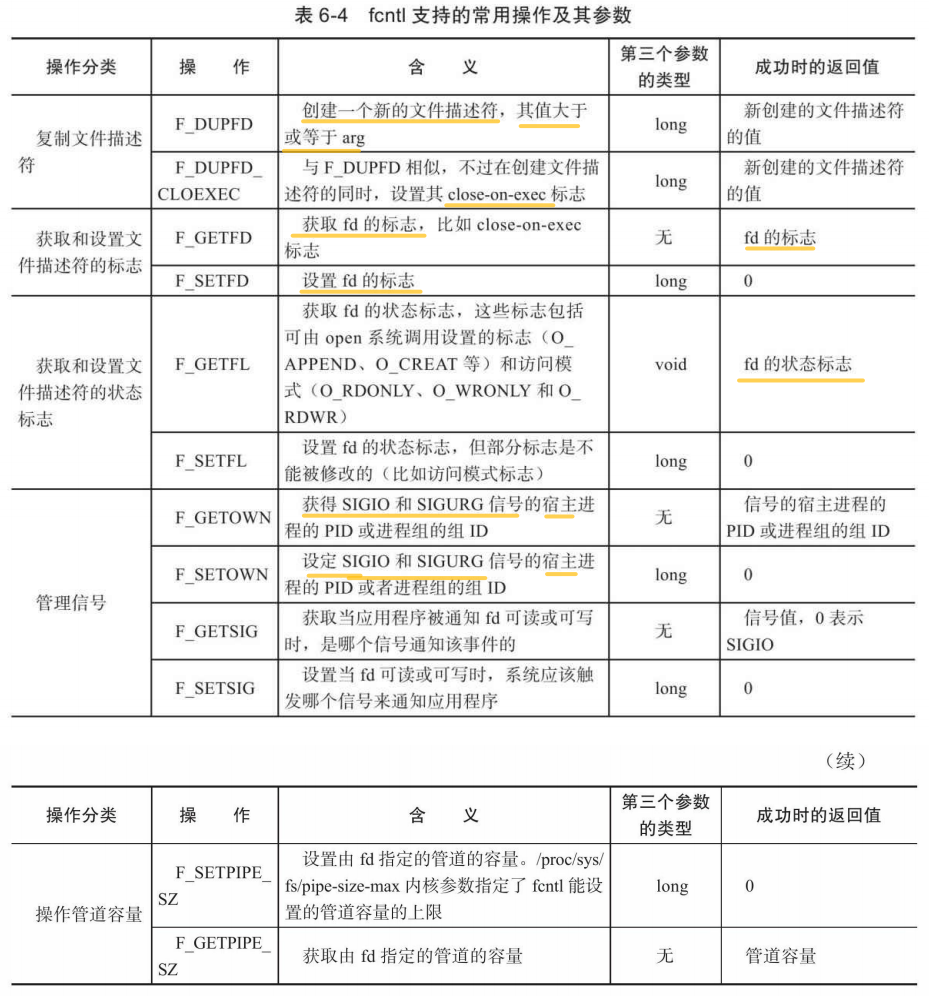 表 6-4 fcntl 支持的常用操作及其参数
操作分类 操 作 含 义 第三个参数的类型 成功时的返回值
复制文件描述符
F_DUPFD
创建一个新的文件描述符，其值大于
或等于 arg
long
新创建的文件描述符
的值
F_DUPFD_
CLOEXEC
与 F_DUPFD 相似，不过在创建文件描
述符的同时，设置其 close-on-exec 标志
long
新创建的文件描述符
的值
获取和设置文
件描述符的标志
F_GETFD
获取 fd 的标志，比如 close-on-exec
标志
无
fd 的标志
F_SETFD
设置 fd 的标志
long
0
获取和设置文
件描述符的状态
标志
F_GETFL
获取 fd 的状态标志，这些标志包括
可由 open 系统调用设置的标志（O_
APPEND、O_CREAT 等）和访问模
式（O_RDONLY、O_WRONLY 和 O_
RDWR）
void
fd 的状态标志
F_SETFL
设置 fd 的状态标志，但部分标志是不
能被修改的（比如访问模式标志）
long
0
管理信号
F_GETOWN
获得 SIGIO 和 SIGURG 信号的宿主进
程的 PID 或进程组的组 ID
无
信号的宿主进程的
PID 或进程组的组 ID
F_SETOWN
设定 SIGIO 和 SIGURG 信号的宿主进
程的 PID 或者进程组的组 ID
long
0
F_GETSIG
获取当应用程序被通知 fd 可读或可写
时，是哪个信号通知该事件的
无
信号值，0 表示
SIGIO
F_SETSIG
设置当 fd 可读或可写时，系统应该触
发哪个信号来通知应用程序
long
0
（续）
操作分类 操 作 含 义 第三个参数的类型 成功时的返回值
操作管道容量
F_SETPIPE_
SZ
设置由 fd 指定的管道的容量。/proc/sys/
fs/pipe-size-max 内核参数指定了 fcntl 能设
置的管道容量的上限
long
0
F_GETPIPE_
SZ
获取由 fd 指定的管道的容量
无
管道容量